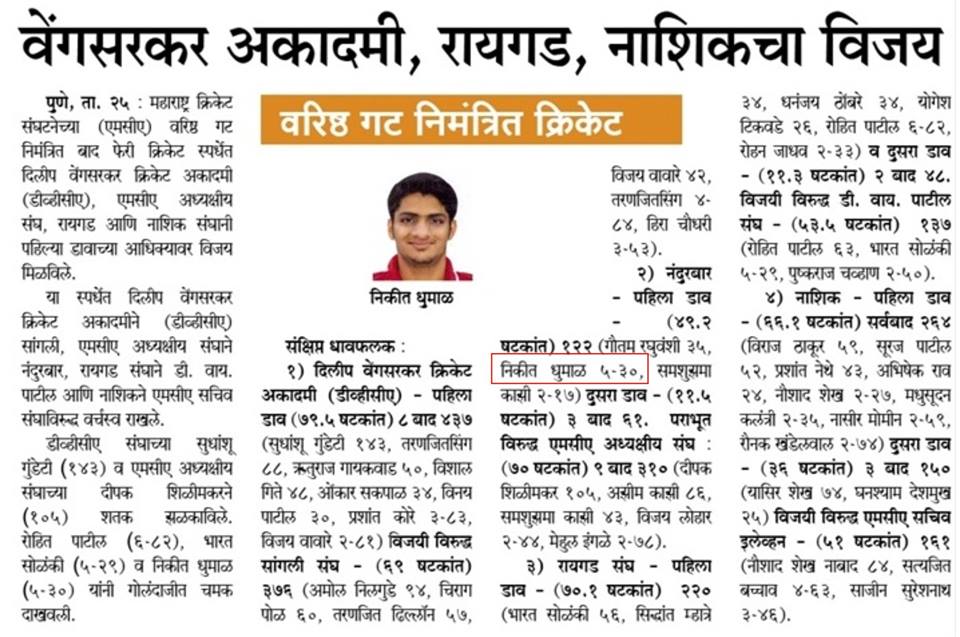 वेंगसरकर अकादमी, रायगड, नाशिकचा विजय
पुणे, ता. २५ : महाराष्ट्र क्रिकेट
संघटनेच्या (एमसीए) वरिष्ठ गट
निमंत्रित बाद फेरी क्रिकेट स्पर्धेत
दिलीप वेंगसरकर क्रिकेट अकादमी
(डीव्हीसीए), एमसीए अध्यक्षीय
संघ, रायगड आणि नाशिक संघानी
पहिल्या डावाच्या आधिक्यावर विजय
मिळविले.
या स्पर्धेत दिलीप वेंगसरकर
क्रिकेट अकादमीने (डीव्हीसीए)
सांगली, एमसीए अध्यक्षीय संघाने
नंदुरबार, रायगड संघाने डी. वाय.
पाटील आणि नाशिकने एमसीए सचिव
संघाविरुद्ध वर्चस्व राखले.
डीव्हीसीए संघाच्या सुधांशू
गुंडेटी (१४३) व एमसीए अध्यक्षीय
संघाच्या दीपक शिळीमकरने
(१०५) शतक झळकाविले.
रोहित पाटील (६-८२), भारत
सोळंकी (५-२९) व निकीत धुमाळ
(५-३०) यांनी गोलंदाजीत चमक
दाखवली.
वरिष्ठ गट निमंत्रित क्रिकेट
निकीत धुमाळ
संक्षिप्त धावफलक :
१) दिलीप वेंगसरकर क्रिकेट
अकादमी (डीव्हीसीए) - पहिला
डाव (७९.५ षटकांत) ८ बाद ४३७
(सुधांशू गुंडेटी १४३, तरणजितसिंग
८८, ऋतुराज गायकवाड ५०, विशाल
गिते ४८, ओंकार सकपाळ ३४, विनय
पाटील ३०, प्रशांत कोरे ३-८३,
विजय वावारे २-८१) विजयी विरुद्ध
सांगली संघ - (६९ षटकांत)
३७६ (अमोल निलगुडे ९४, चिराग
पोळ ६०, तरणजित ढिल्लॉन ५७,
विजय वावारे ४२,
तरणजितसिंग ४-
८४, हिरा चौधरी
३-५३).
२) नंदुरबार
- पहिला डाव
- (४९.२
षटकांत) १२२ (गौतम रघुवंशी ३५,
निकीत धुमाळ ५-३०, समशुझमा
काझी २-१७) दुसरा डाव - (११.५
षटकांत) ३ बाद ६१. पराभूत
विरुद्ध एमसीए अध्यक्षीय संघ :
(७० षटकांत) ९ बाद ३१० (दीपक
शिळीमकर १०५, अझीम काझी ८६,
समशुझमा काझी ४३, विजय लोहार
२-४४, मेहुल इंगळे २-७८).
३) रायगड संघ - पहिला
डाव - (७०.१ षटकांत) २२०
(भारत सोळंकी ५६, सिद्धांत म्हात्रे
३४, धनंजय ठोंबरे ३४, योगेश
टिकवडे २६, रोहित पाटील ६-८२,
रोहन जाधव २-३३) व दुसरा डाव
- (११.३ षटकांत) २ बाद ४८.
विजयी विरुद्ध डी. वाय. पाटील
संघ - (५३.५ षटकांत) १३७
(रोहित पाटील ६३, भारत सोळंकी
५-२९, पुष्कराज चव्हाण २-५०).
४) नाशिक - पहिला डाव
- (६६.१ षटकांत) सर्वबाद २६४
(विराज ठाकूर ५९, सूरज पाटील
५२, प्रशांत नेथे ४३, अभिषेक राव
२४, नौशाद शेख २-२७, मधुसूदन
कलंत्री २-३५, नासीर मोमीन २-५९,
रौनक खंडेलवाल २-७४) दुसरा डाव
- (३६ षटकांत) ३ बाद १५०
(यासिर शेख ७४, घनश्याम देशमुख
२५) विजयी विरुद्ध एमसीए सचिव
इलेव्हन - (५१ षटकांत) १६१
(नौशाद शेख नाबाद ८४, सत्यजित
बच्चाव ४-६३, साजीन सुरेशनाथ
३-४६).